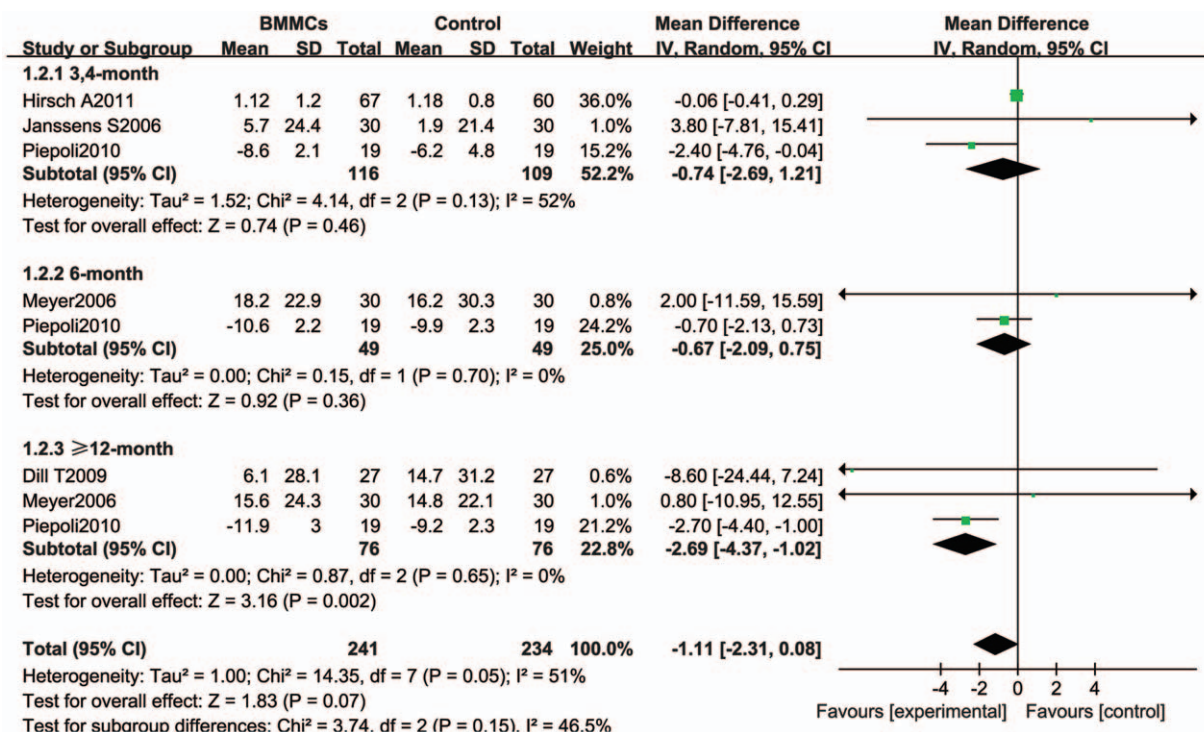 BMMCs Control Mean Difference Mean Difference
Study or Subgroup Mean SD Total Mean SD Total Weight IV, Random, 95% CI IV, Random, 95% CI
1.2.1 3,4-month
Hirsch A2011 1.12 1.2 67 1.18 0.8 60 36.0% -0.06 [-0.41, 0.29]
Janssens S2006 5.7 24.4 30 1.9 21.4 30 1.0% 3.80 [-7.81, 15.41]
Piepoli2010 -8.6 2.1 19 -6.2 4.8 19 15.2% -2.40 [-4.76, -0.04]
Subtotal (95% CI) 116 109 52.2% -0.74 [-2.69, 1.21]
Heterogeneity: Tau² = 1.52; Chi² = 4.14, df = 2 (P = 0.13); I² = 52%
Test for overall effect: Z = 0.74 (P = 0.46)
1.2.2 6-month
Meyer2006 18.2 22.9 30 16.2 30.3 30 0.8% 2.00 [-11.59, 15.59]
Piepoli2010 -10.6 2.2 19 -9.9 2.3 19 24.2% -0.70 [-2.13, 0.73]
Subtotal (95% CI) 49 49 25.0% -0.67 [-2.09, 0.75]
Heterogeneity: Tau² = 0.00; Chi² = 0.15, df = 1 (P = 0.70); I² = 0%
Test for overall effect: Z = 0.92 (P = 0.36)
1.2.3 ≥12-month
Dill T2009 6.1 28.1 27 14.7 31.2 27 0.6% -8.60 [-24.44, 7.24]
Meyer2006 15.6 24.3 30 14.8 22.1 30 1.0% 0.80 [-10.95, 12.55]
Piepoli2010 -11.9 3 19 -9.2 2.3 19 21.2% -2.70 [-4.40, -1.00]
Subtotal (95% CI) 76 76 22.8% -2.69 [-4.37, -1.02]
Heterogeneity: Tau² = 0.00; Chi² = 0.87, df = 2 (P = 0.65); I² = 0%
Test for overall effect: Z = 3.16 (P = 0.002)
Total (95% CI) 241 234 100.0% -1.11 [-2.31, 0.08]
Heterogeneity: Tau² = 1.00; Chi² = 14.35, df = 7 (P = 0.05); I² = 51%
Test for overall effect: Z = 1.83 (P = 0.07)
Test for subgroup differences: Chi² = 3.74, df = 2 (P = 0.15), I² = 46.5%
-4 -2 0 2 4
Favours [experimental] Favours [control]